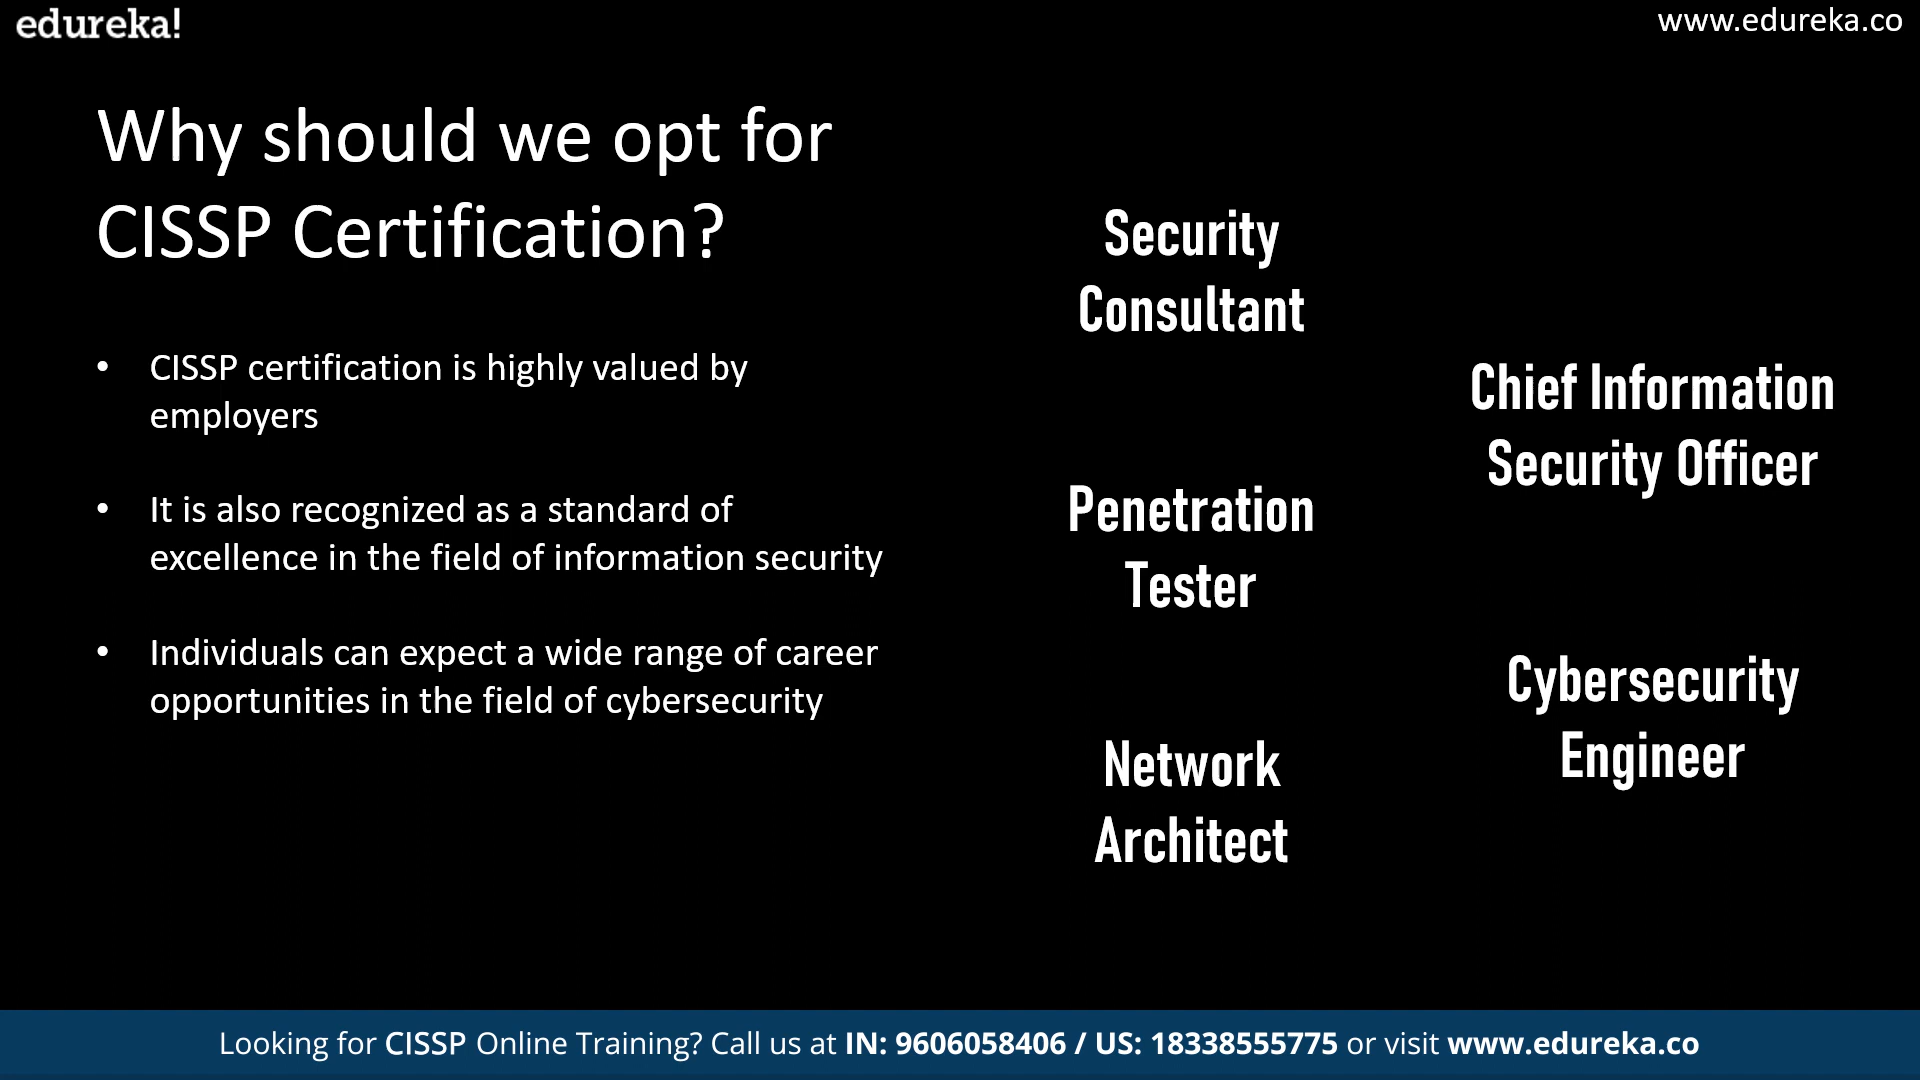 edureka!
www.edureka.co
Why should we opt for
CISSP Certification?
• CISSP certification is highly valued by
employers
• It is also recognized as a standard of
excellence in the field of information security
• Individuals can expect a wide range of career
opportunities in the field of cybersecurity
Security
Consultant
Chief Information
Security Officer
Penetration
Tester
Cybersecurity
Engineer
Network
Architect
Looking for CISSP Online Training? Call us at IN: 9606058406 / US: 18338555775 or visit www.edureka.co